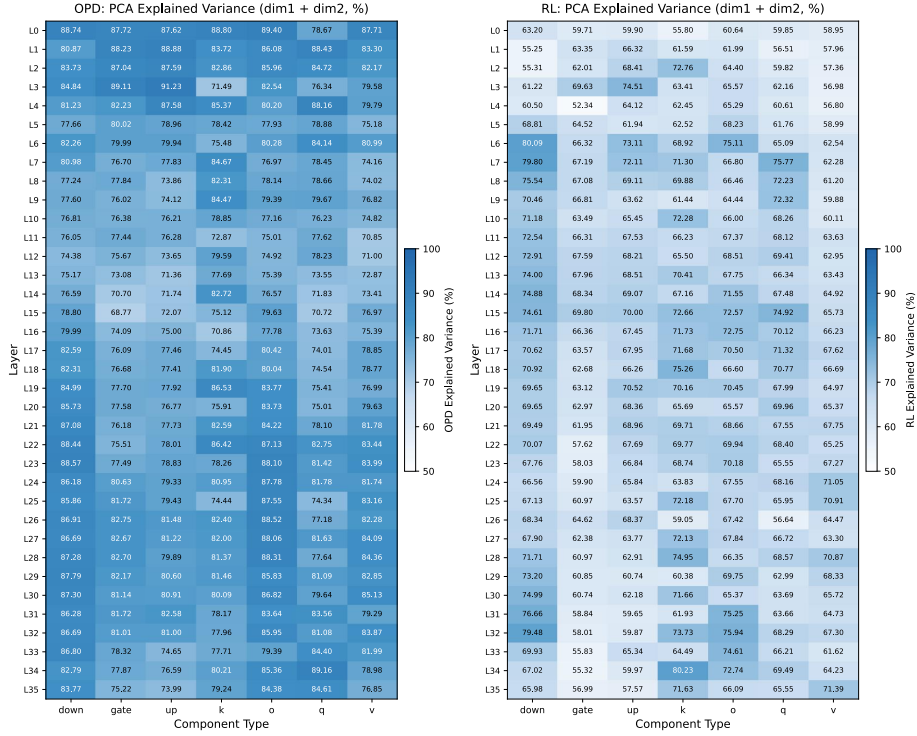 OPD: PCA Explained Variance (dim1 + dim2, %)
L0 88.74 87.72 87.62 88.80 89.40 78.67 87.71
L1 80.87 88.23 88.88 83.72 86.08 88.43 83.30
L2 83.73 87.04 87.59 82.86 85.96 84.72 82.17
L3 84.84 89.11 91.23 71.49 82.54 76.34 79.58
L4 81.23 82.23 87.58 85.37 80.20 88.16 79.79
L5 77.66 80.02 78.96 78.42 77.93 78.88 75.18
L6 82.26 79.79 79.94 75.48 80.28 84.14 80.99
L7 80.98 76.70 77.83 84.67 76.97 78.45 74.16
L8 77.24 77.84 73.86 82.31 78.14 78.66 74.02
L9 77.60 76.02 74.12 84.47 79.39 79.67 76.82
L10 76.81 76.38 76.21 78.85 77.16 76.23 74.82
L11 76.05 77.44 76.28 72.87 75.01 77.62 70.85
L12 74.38 75.67 73.65 79.59 74.92 78.23 71.00
L13 75.17 73.08 71.36 77.69 75.39 73.55 72.87
L14 76.59 70.70 71.74 82.72 76.57 71.83 73.41
L15 78.80 68.77 72.07 75.12 79.63 70.72 76.97
L16 79.99 74.09 75.00 70.86 77.78 73.63 75.39
L17 82.59 76.09 77.46 74.45 80.42 74.01 78.85
L18 82.31 76.68 77.41 81.90 80.04 74.54 78.77
L19 84.99 77.70 77.92 86.53 83.77 75.41 76.99
L20 85.73 77.58 76.77 75.91 83.73 75.01 79.63
L21 87.08 76.18 77.73 82.59 84.22 78.10 81.78
L22 88.44 75.51 78.01 86.42 87.13 82.75 83.44
L23 88.57 77.49 78.83 78.26 88.10 81.42 83.99
L24 86.18 80.63 79.33 80.95 87.78 81.78 81.74
L25 85.86 81.72 79.43 74.44 87.55 74.34 83.16
L26 86.91 82.75 81.48 82.40 88.52 77.18 82.28
L27 86.69 82.67 81.22 82.00 88.06 81.63 84.09
L28 87.28 82.70 79.89 81.37 88.31 77.64 84.36
L29 87.79 82.17 80.60 81.46 85.83 81.09 82.85
L30 87.30 81.14 80.91 80.09 86.82 79.64 85.13
L31 86.28 81.72 82.58 78.17 83.64 83.56 79.29
L32 86.69 81.01 81.00 77.96 85.95 81.08 83.87
L33 86.80 78.32 74.65 77.71 79.39 84.40 81.99
L34 82.79 77.87 76.59 80.21 85.36 89.16 78.98
L35 83.77 75.22 73.99 79.24 84.38 84.61 76.85
down gate up k o q v
Component Type
Layer
100
90
80
70
60
50
OPD Explained Variance (%)
RL: PCA Explained Variance (dim1 + dim2, %)
L0 63.20 59.71 59.90 55.80 60.64 59.85 58.95
L1 55.25 63.35 66.32 61.59 61.99 56.51 57.96
L2 55.31 62.01 68.41 72.76 64.40 59.82 57.36
L3 61.22 69.63 74.51 63.41 65.57 62.16 56.98
L4 60.50 52.34 64.12 62.45 65.29 60.61 56.80
L5 68.81 64.52 61.94 62.52 68.23 61.76 58.99
L6 80.09 66.32 73.11 68.92 75.11 65.09 62.54
L7 79.80 67.19 72.11 71.30 66.80 75.77 62.28
L8 75.54 67.08 69.11 69.88 66.46 72.23 61.20
L9 70.46 66.81 63.62 61.44 64.44 72.32 59.88
L10 71.18 63.49 65.45 72.28 66.00 68.26 60.11
L11 72.54 66.31 67.53 66.23 67.37 68.12 63.63
L12 72.91 67.59 68.21 65.50 68.51 69.41 62.95
L13 74.00 67.96 68.51 70.41 67.75 66.34 63.43
L14 74.88 68.34 69.07 67.16 71.55 67.48 64.92
L15 74.61 69.80 70.00 72.66 72.57 74.92 65.73
L16 71.71 66.36 67.45 71.73 72.75 70.12 66.23
L17 70.62 63.57 67.95 71.68 70.50 71.32 67.62
L18 70.92 62.68 66.26 75.26 66.60 70.77 66.69
L19 69.65 63.12 70.52 70.16 70.45 67.99 64.97
L20 69.65 62.97 68.36 65.69 65.57 69.96 65.37
L21 69.49 61.95 68.96 69.71 68.66 67.55 67.75
L22 70.07 57.62 67.69 69.77 69.94 68.40 65.25
L23 67.76 58.03 66.84 68.74 70.18 65.55 67.27
L24 66.56 59.90 65.84 63.83 67.55 68.16 71.05
L25 67.13 60.97 63.57 72.18 67.70 65.95 70.91
L26 68.34 64.62 68.37 59.05 67.42 56.64 64.47
L27 67.90 62.38 63.77 72.13 67.84 66.72 63.30
L28 71.71 60.97 62.91 74.95 66.35 68.57 70.87
L29 73.20 60.85 60.74 60.38 69.75 62.99 68.33
L30 74.99 60.74 62.18 71.66 65.37 63.69 65.72
L31 76.66 58.84 59.65 61.93 75.25 63.66 64.73
L32 79.48 58.01 59.87 73.73 75.94 68.29 67.30
L33 69.93 55.83 64.34 64.49 74.61 66.21 61.62
L34 67.02 55.32 59.97 80.23 72.74 69.49 64.23
L35 65.98 56.99 57.57 71.63 66.09 65.55 71.39
down gate up k o q v
Component Type
Layer
100
90
80
70
60
50
RL Explained Variance (%)